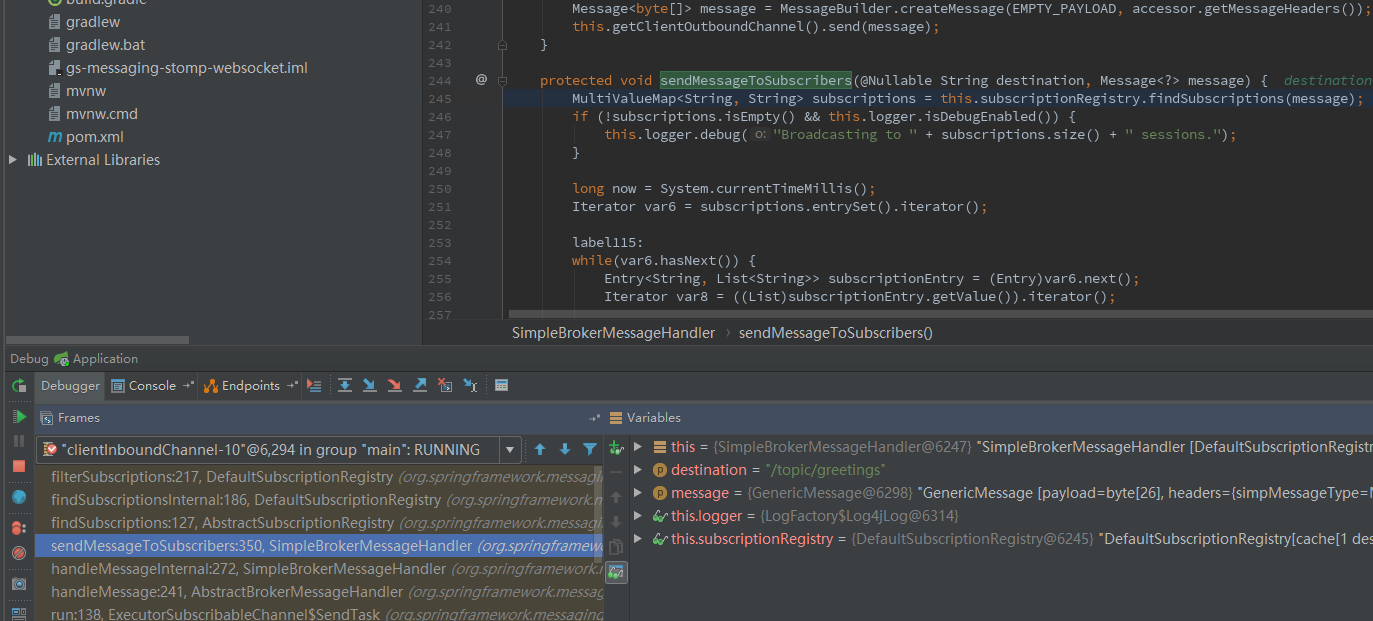 build.gradle
gradlew
gradlew.bat
gs-messaging-stomp-websocket.iml
mvnw
mvnw.cmd
pom.xml
External Libraries
240 Message<byte[]> message = MessageBuilder.createMessage(EMPTY_PAYLOAD, accessor.getMessageHeaders());
241 this.getClientOutboundChannel().send(message);
242 }
243
244 @ protected void sendMessageToSubscribers(@Nullable String destination, Message<?> message) { destination
245 MultiValueMap<String, String> subscriptions = this.subscriptionRegistry.findSubscriptions(message);
246 if (!subscriptions.isEmpty() && this.logger.isDebugEnabled()) {
247 this.logger.debug( o: "Broadcasting to " + subscriptions.size() + " sessions.");
248 }
249
250 long now = System.currentTimeMillis();
251 Iterator var6 = subscriptions.entrySet().iterator();
252
253 label115:
254 while(var6.hasNext()) {
255 Entry<String, List<String>> subscriptionEntry = (Entry)var6.next();
256 Iterator var8 = ((List)subscriptionEntry.getValue()).iterator();
257
SimpleBrokerMessageHandler › sendMessageToSubscribers()
Debug Application
Debugger Console Endpoints
Frames
"clientInboundChannel-10"@6,294 in group "main": RUNNING
filterSubscriptions:217, DefaultSubscriptionRegistry (org.springframework.messagin
findSubscriptionsInternal:186, DefaultSubscriptionRegistry (org.springframework.
findSubscriptions:127, AbstractSubscriptionRegistry (org.springframework.messagi
sendMessageToSubscribers:350, SimpleBrokerMessageHandler (org.springframew
handleMessageInternal:272, SimpleBrokerMessageHandler (org.springframework.
handleMessage:241, AbstractBrokerMessageHandler (org.springframework.messag
run:138, ExecutorSubscribableChannel$SendTask (org.springframework.messaging
Variables
this = {SimpleBrokerMessageHandler@6247} "SimpleBrokerMessageHandler [DefaultSubscriptionRegistr
destination = "/topic/greetings"
message = {GenericMessage@6298} "GenericMessage [payload=byte[26], headers={simpMessageType=M
this.logger = {LogFactory$Log4jLog@6314}
this.subscriptionRegistry = {DefaultSubscriptionRegistry@6245} "DefaultSubscriptionRegistry[cache[1 des